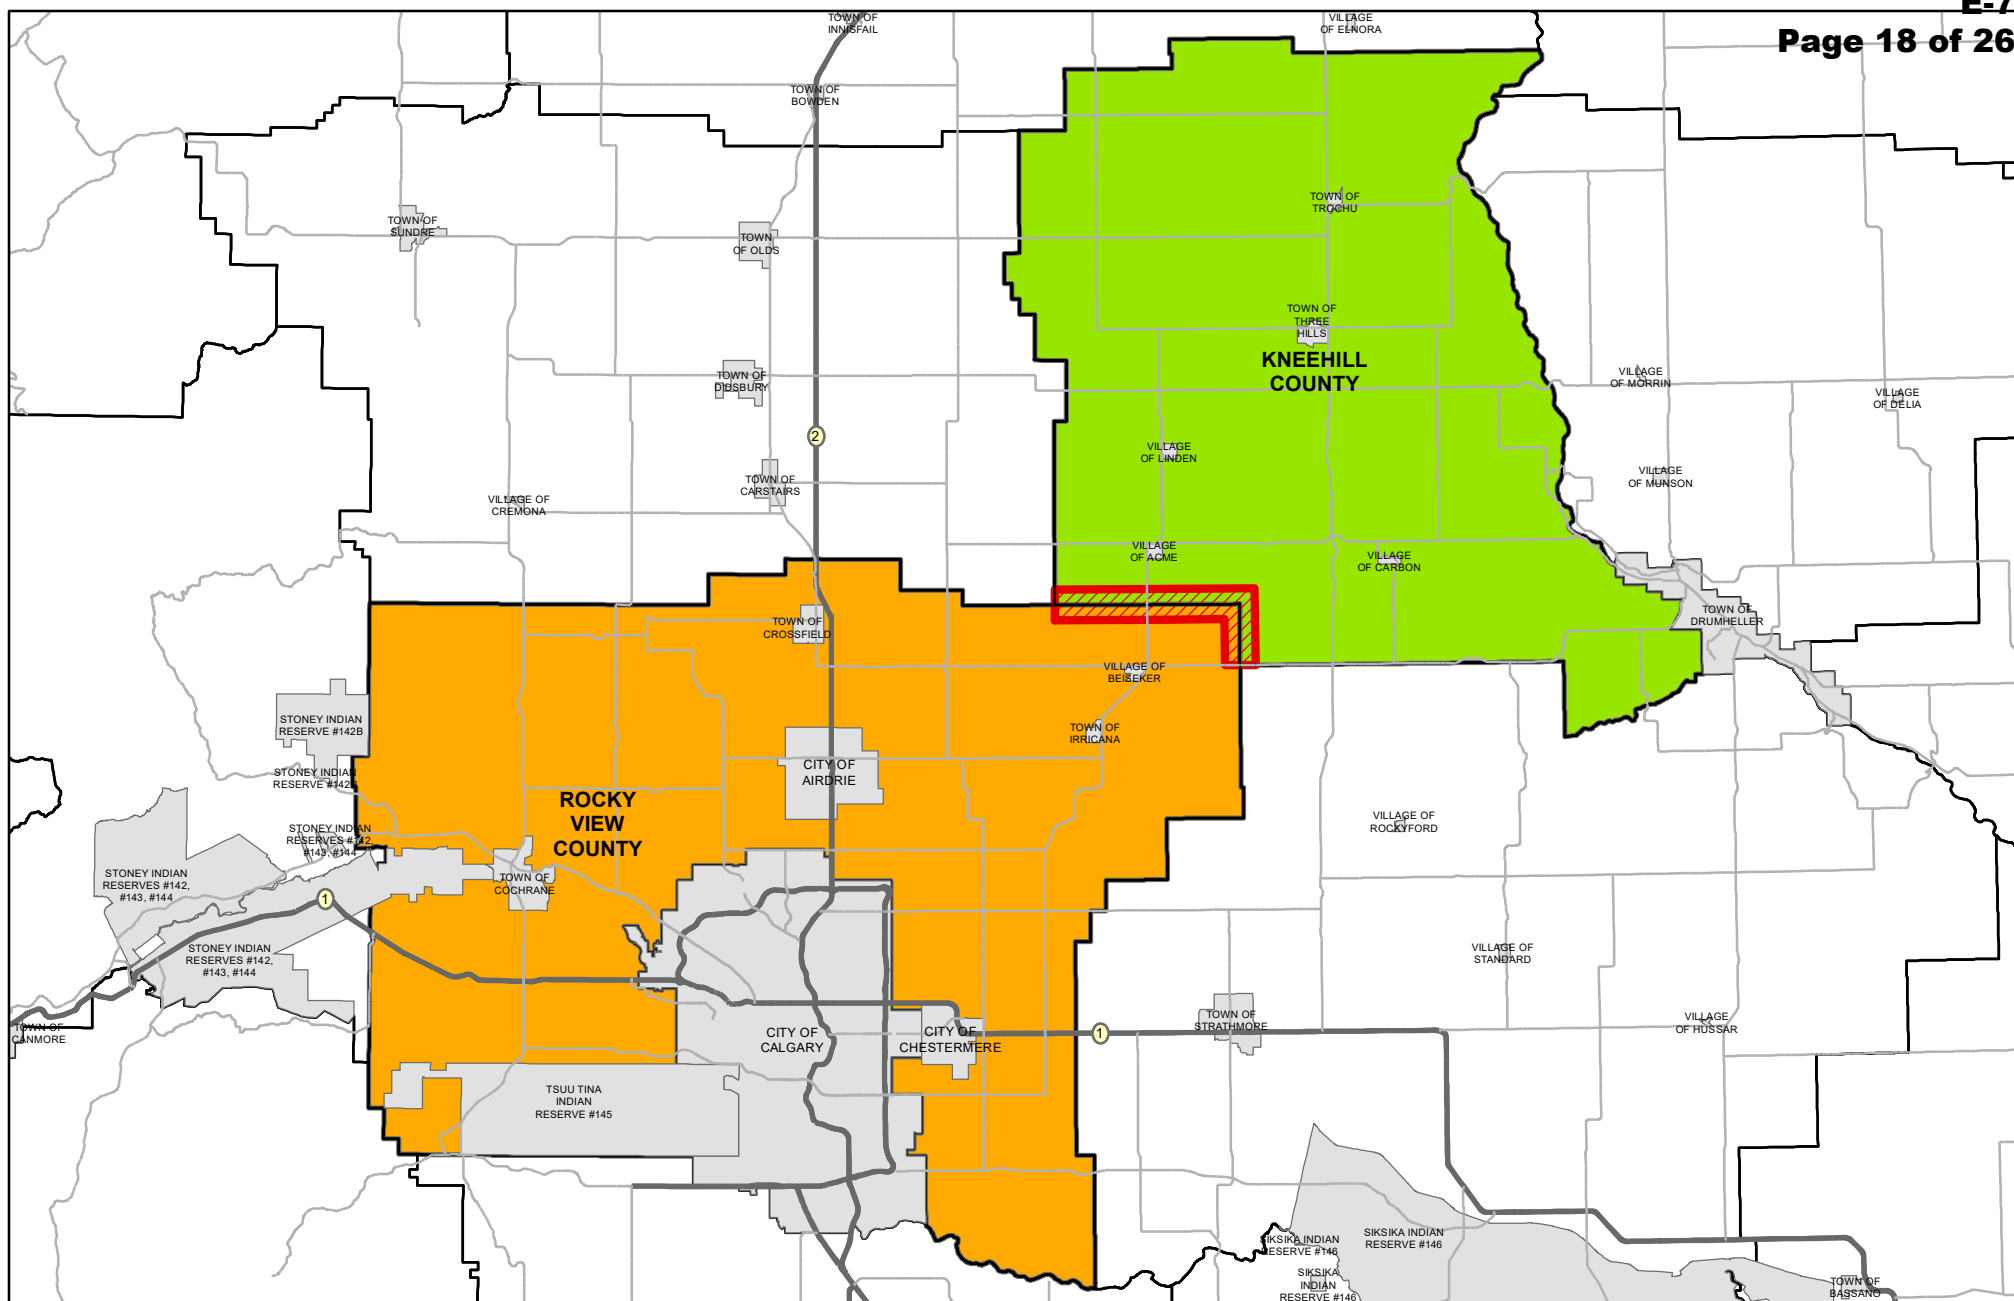 E-7
Page 18 of 26
TOWN OF
INNISFAIL
VILLAGE
OF ELNORA
TOWN OF
BOWDEN
TOWN OF
TROCHU
TOWN OF
SUNDRE
TOWN
OF OLDS
TOWN OF
THREE
HILLS
KNEEHILL
COUNTY
TOWN OF
DIDSBURY
VILLAGE
OF MORRIN
VILLAGE
OF DELIA
2
VILLAGE
OF LINDEN
VILLAGE
OF MUNSON
TOWN OF
CARSTAIRS
VILLAGE OF
CREMONA
VILLAGE
OF ACME
VILLAGE
OF CARBON
TOWN OF
DRUMHELLER
TOWN OF
CROSSFIELD
VILLAGE OF
BEISEKER
STONEY INDIAN
RESERVE #142B
TOWN OF
IRRICANA
STONEY INDIAN
RESERVE #142B
CITY OF
AIRDRIE
ROCKY
VIEW
COUNTY
VILLAGE OF
ROCKYFORD
STONEY INDIAN
RESERVES #142,
#143, #144
STONEY INDIAN
RESERVES #142,
#143, #144
TOWN OF
COCHRANE
1
STONEY INDIAN
RESERVES #142,
#143, #144
VILLAGE OF
STANDARD
TOWN OF
CANMORE
CITY OF
CALGARY
CITY OF
CHESTERMERE
1
TOWN OF
STRATHMORE
VILLAGE
OF HUSSAR
TSUU TINA
INDIAN
RESERVE #145
SIKSIKA INDIAN
RESERVE #146
SIKSIKA INDIAN
RESERVE #146
SIKSIKA
INDIAN
RESERVE #146
TOWN OF
BASSANO